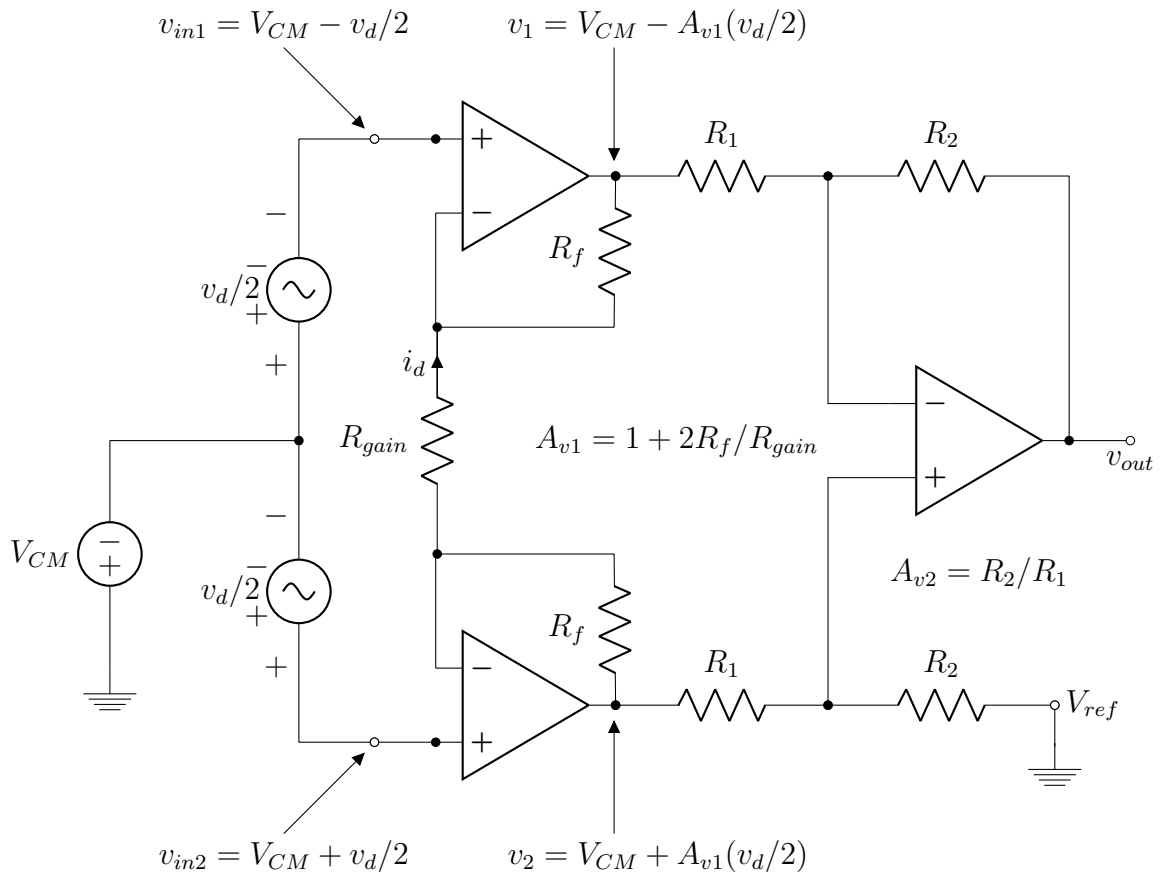 v_{in1} = V_{CM} − v_d/2
v_1 = V_{CM} − A_{v1}(v_d/2)
R_1
R_2
+
−
−
R_f
−
v_d/2
+
+
i_d
R_{gain}
A_{v1} = 1 + 2R_f/R_{gain}
−
+
v_{out}
V_{CM}
−
+
−
−
v_d/2
+
+
A_{v2} = R_2/R_1
R_f
−
+
R_1
R_2
V_{ref}
v_{in2} = V_{CM} + v_d/2
v_2 = V_{CM} + A_{v1}(v_d/2)